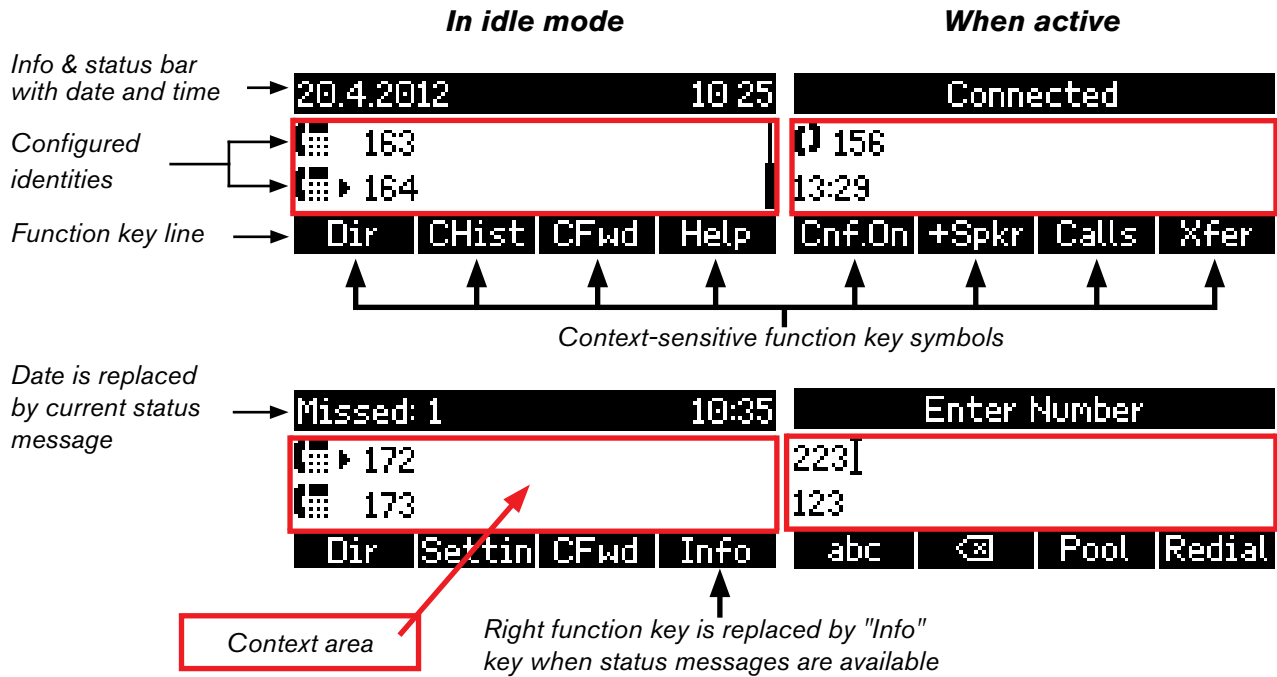 In idle mode When active
Info & status bar
with date and time
20.4.2012 10 25 Connected
Configured
identities
163
164
156
13:29
Function key line
Dir CHist CFwd Help Cnf.On +Spkr Calls Xfer
Context-sensitive function key symbols
Date is replaced
by current status
message
Missed: 1 10:35 Enter Number
172
173
223
123
Dir Settin CFwd Info abc Pool Redial
Context area
Right function key is replaced by "Info"
key when status messages are available